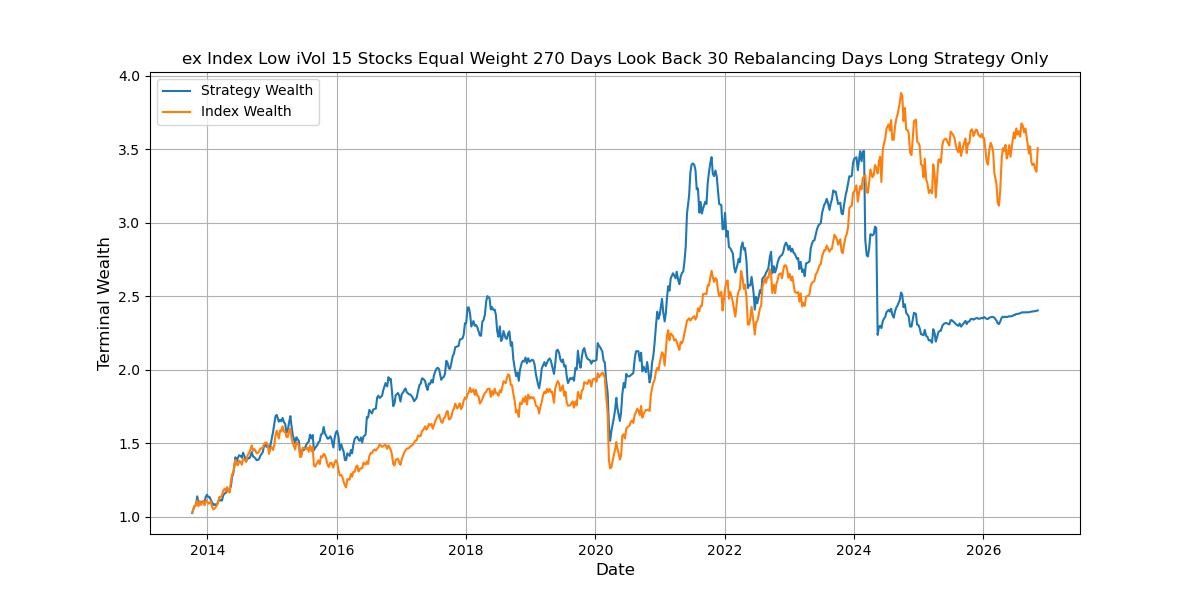 ex Index Low iVol 15 Stocks Equal Weight 270 Days Look Back 30 Rebalancing Days Long Strategy Only
Strategy Wealth
Index Wealth
Terminal Wealth
4.0
3.5
3.0
2.5
2.0
1.5
1.0
2014 2016 2018 2020 2022 2024 2026
Date